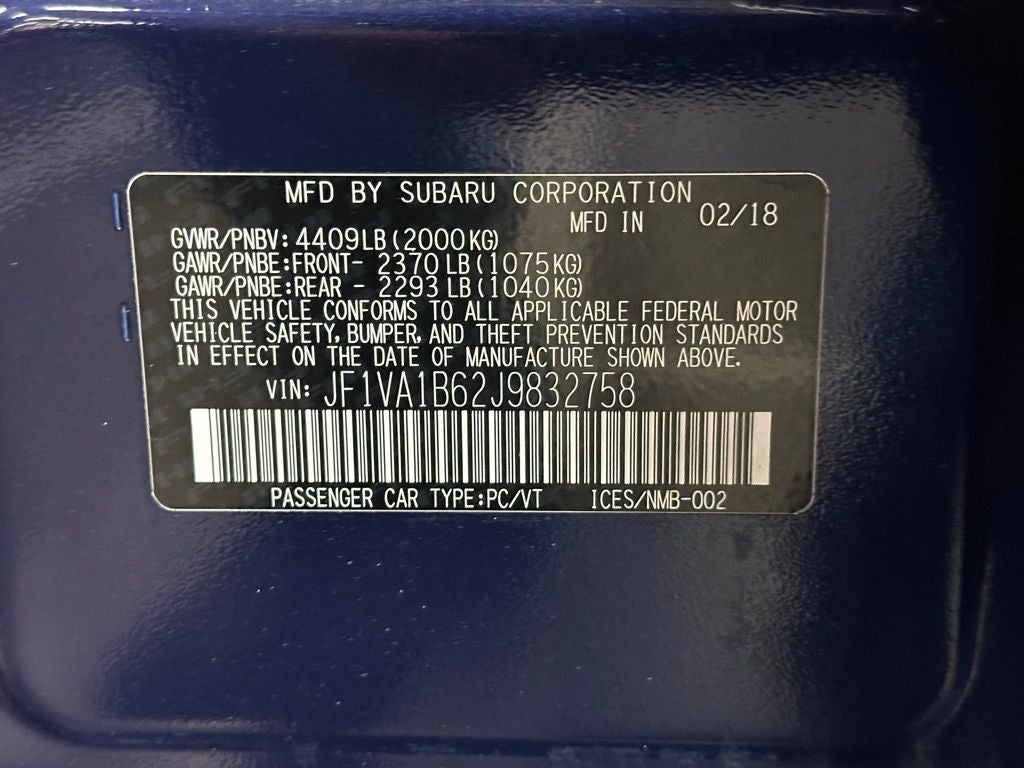 MFD BY SUBARU CORPORATION
MFD IN 02/18
GVWR/PNBV: 4409LB(2000KG)
GAWR/PNBE:FRONT- 2370LB(1075KG)
GAWR/PNBE:REAR - 2293LB(1040KG)
THIS VEHICLE CONFORMS TO ALL APPLICABLE FEDERAL MOTOR
VEHICLE SAFETY, BUMPER, AND THEFT PREVENTION STANDARDS
IN EFFECT ON THE DATE OF MANUFACTURE SHOWN ABOVE.
VIN: JF1VA1B62J9832758
PASSENGER CAR TYPE:PC/VT ICES/NMB-002